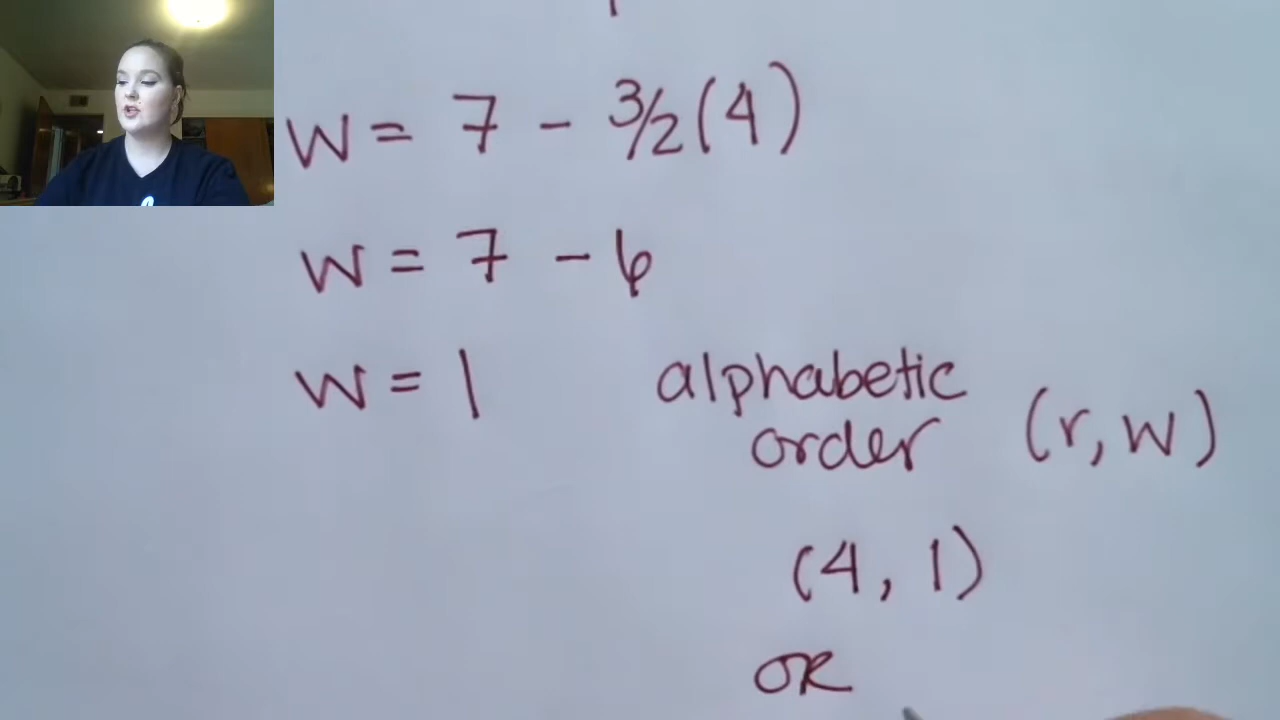 w = 7 - 3/2(4)
w = 7 - 6
w = 1
alphabetic
order (r, w)
(4, 1)
OR